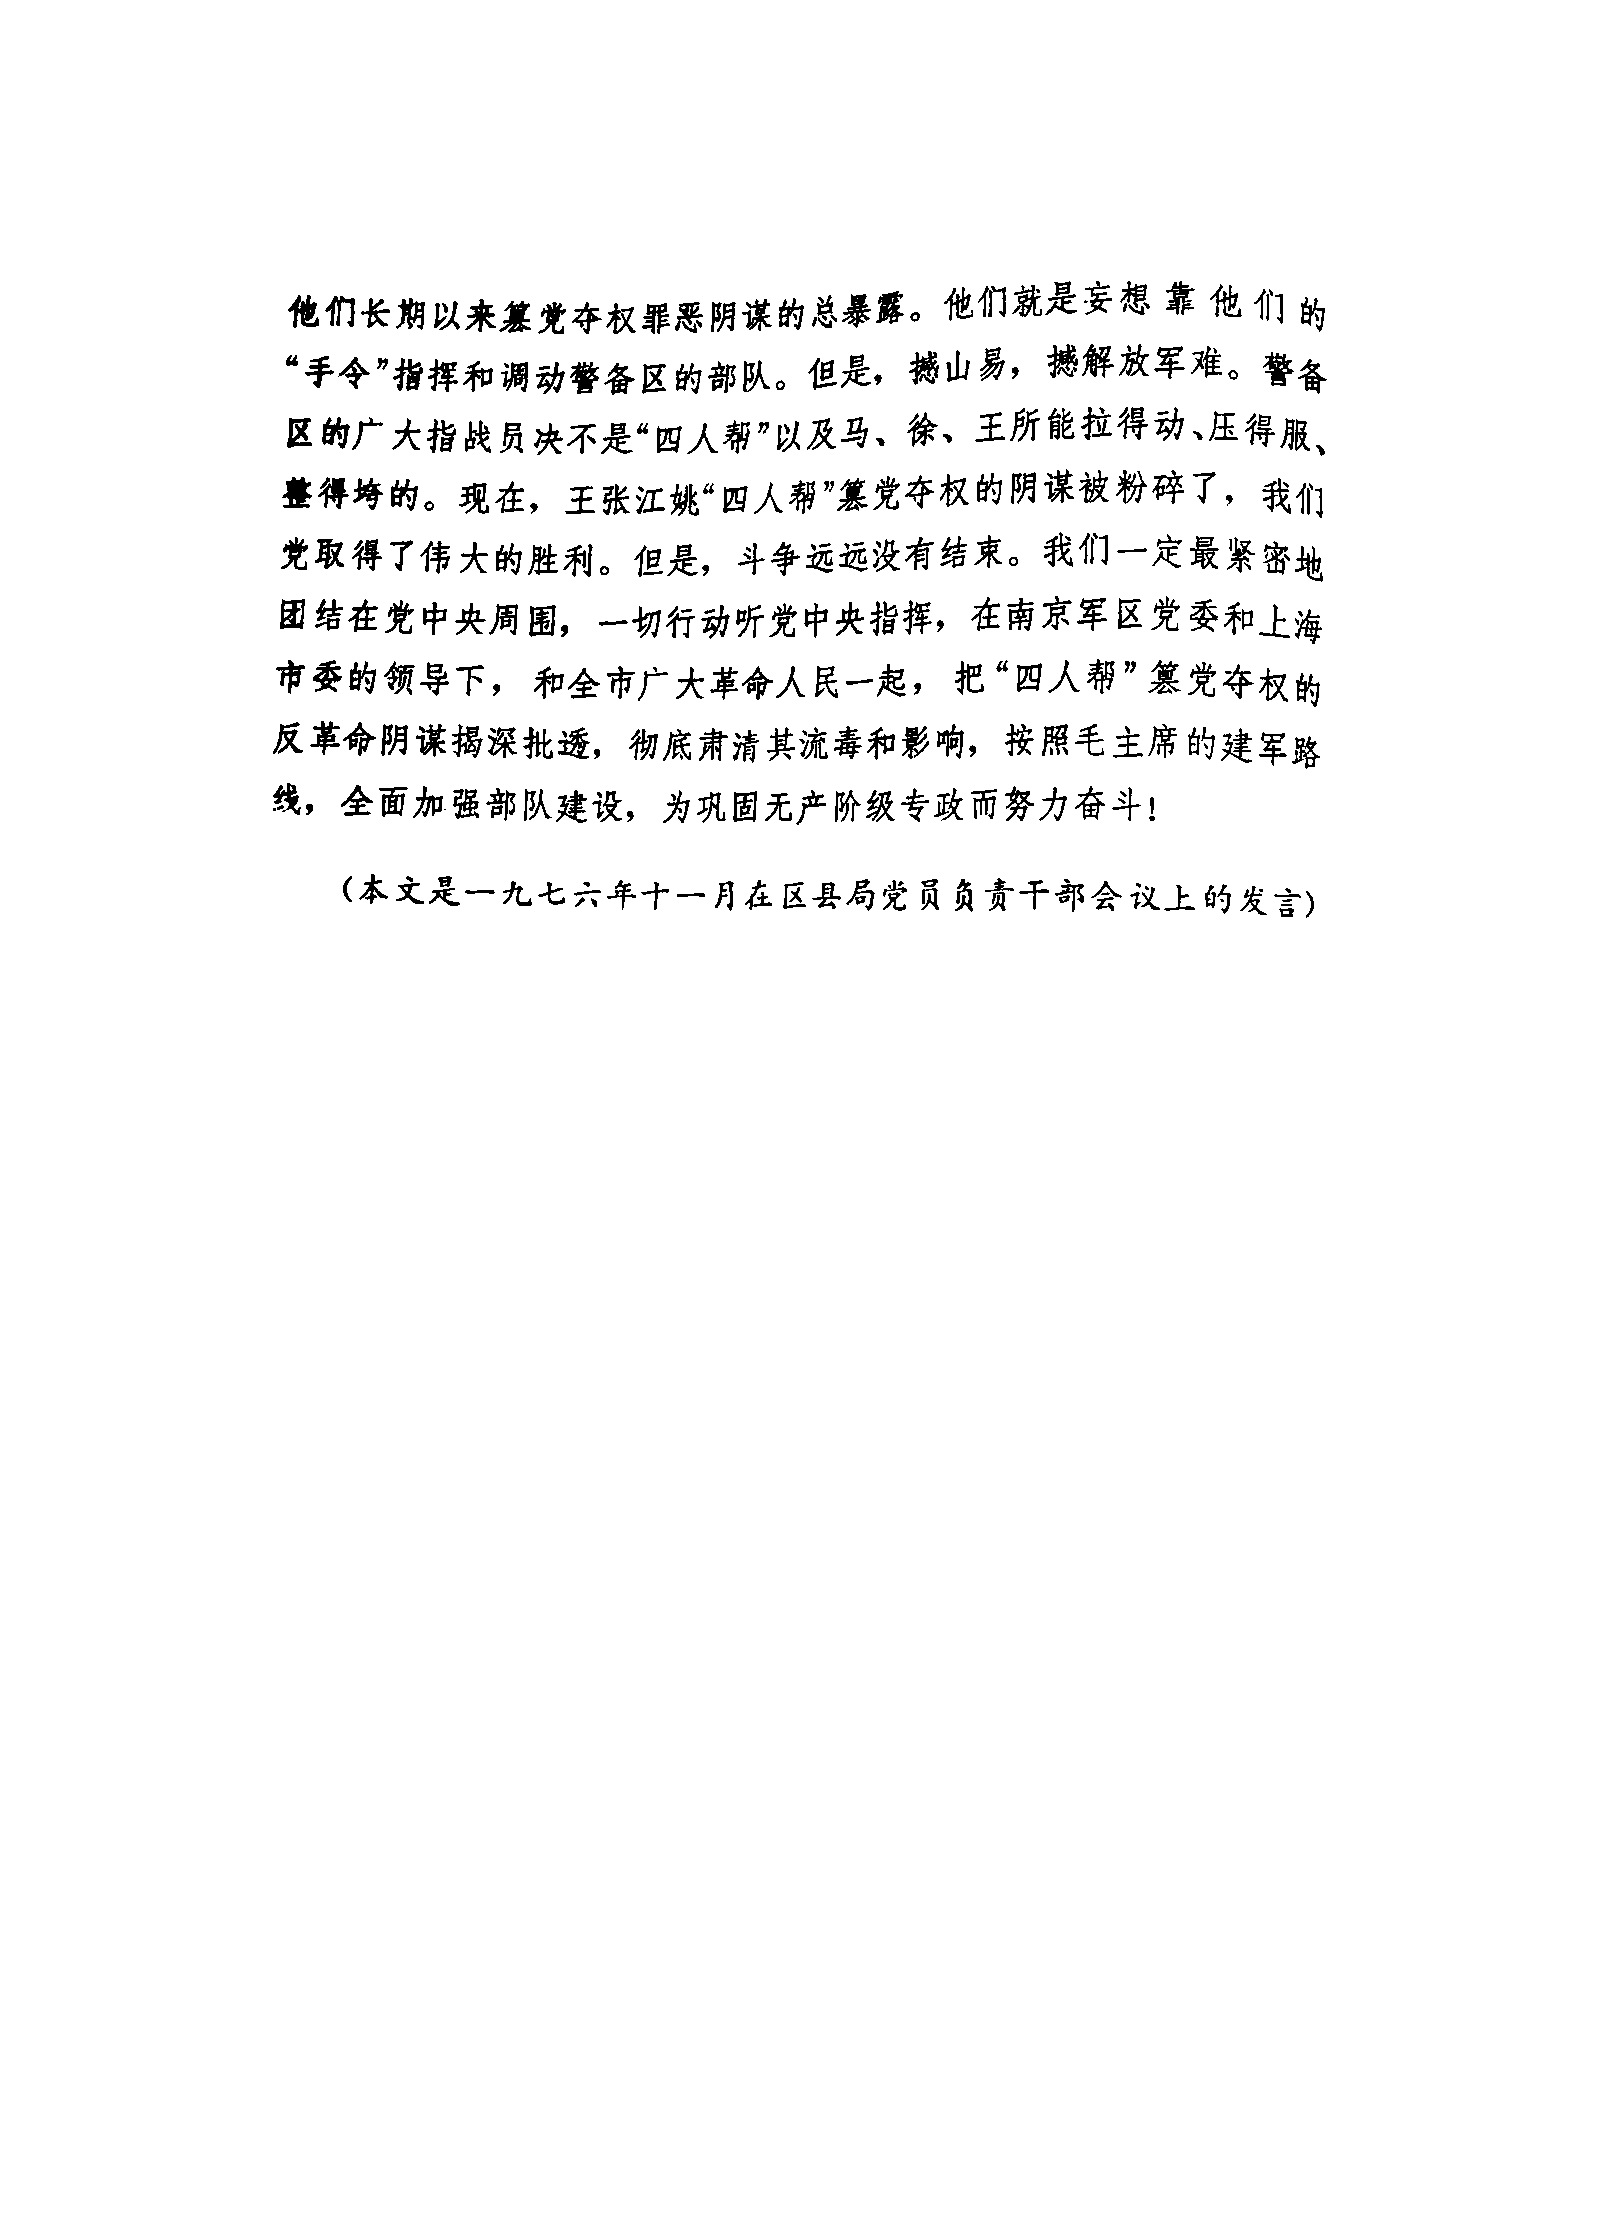 他们长期以来篡党夺权罪恶阴谋的总暴露。他们就是妄想靠他们的
“手令”指挥和调动警备区的部队。但是，撼山易，撼解放军难。警备
区的广大指战员决不是“四人帮”以及马、徐、王所能拉得动、压得服、
整得垮的。现在，王张江姚“四人帮”篡党夺权的阴谋被粉碎了，我们
党取得了伟大的胜利。但是，斗争远远没有结束。我们一定最紧密地
团结在党中央周围，一切行动听党中央指挥，在南京军区党委和上海
市委的领导下，和全市广大革命人民一起，把“四人帮”篡党夺权的
反革命阴谋揭深批透，彻底肃清其流毒和影响，按照毛主席的建军路
线，全面加强部队建设，为巩固无产阶级专政而努力奋斗！
（本文是一九七六年十一月在区县局党员负责干部会议上的发言）